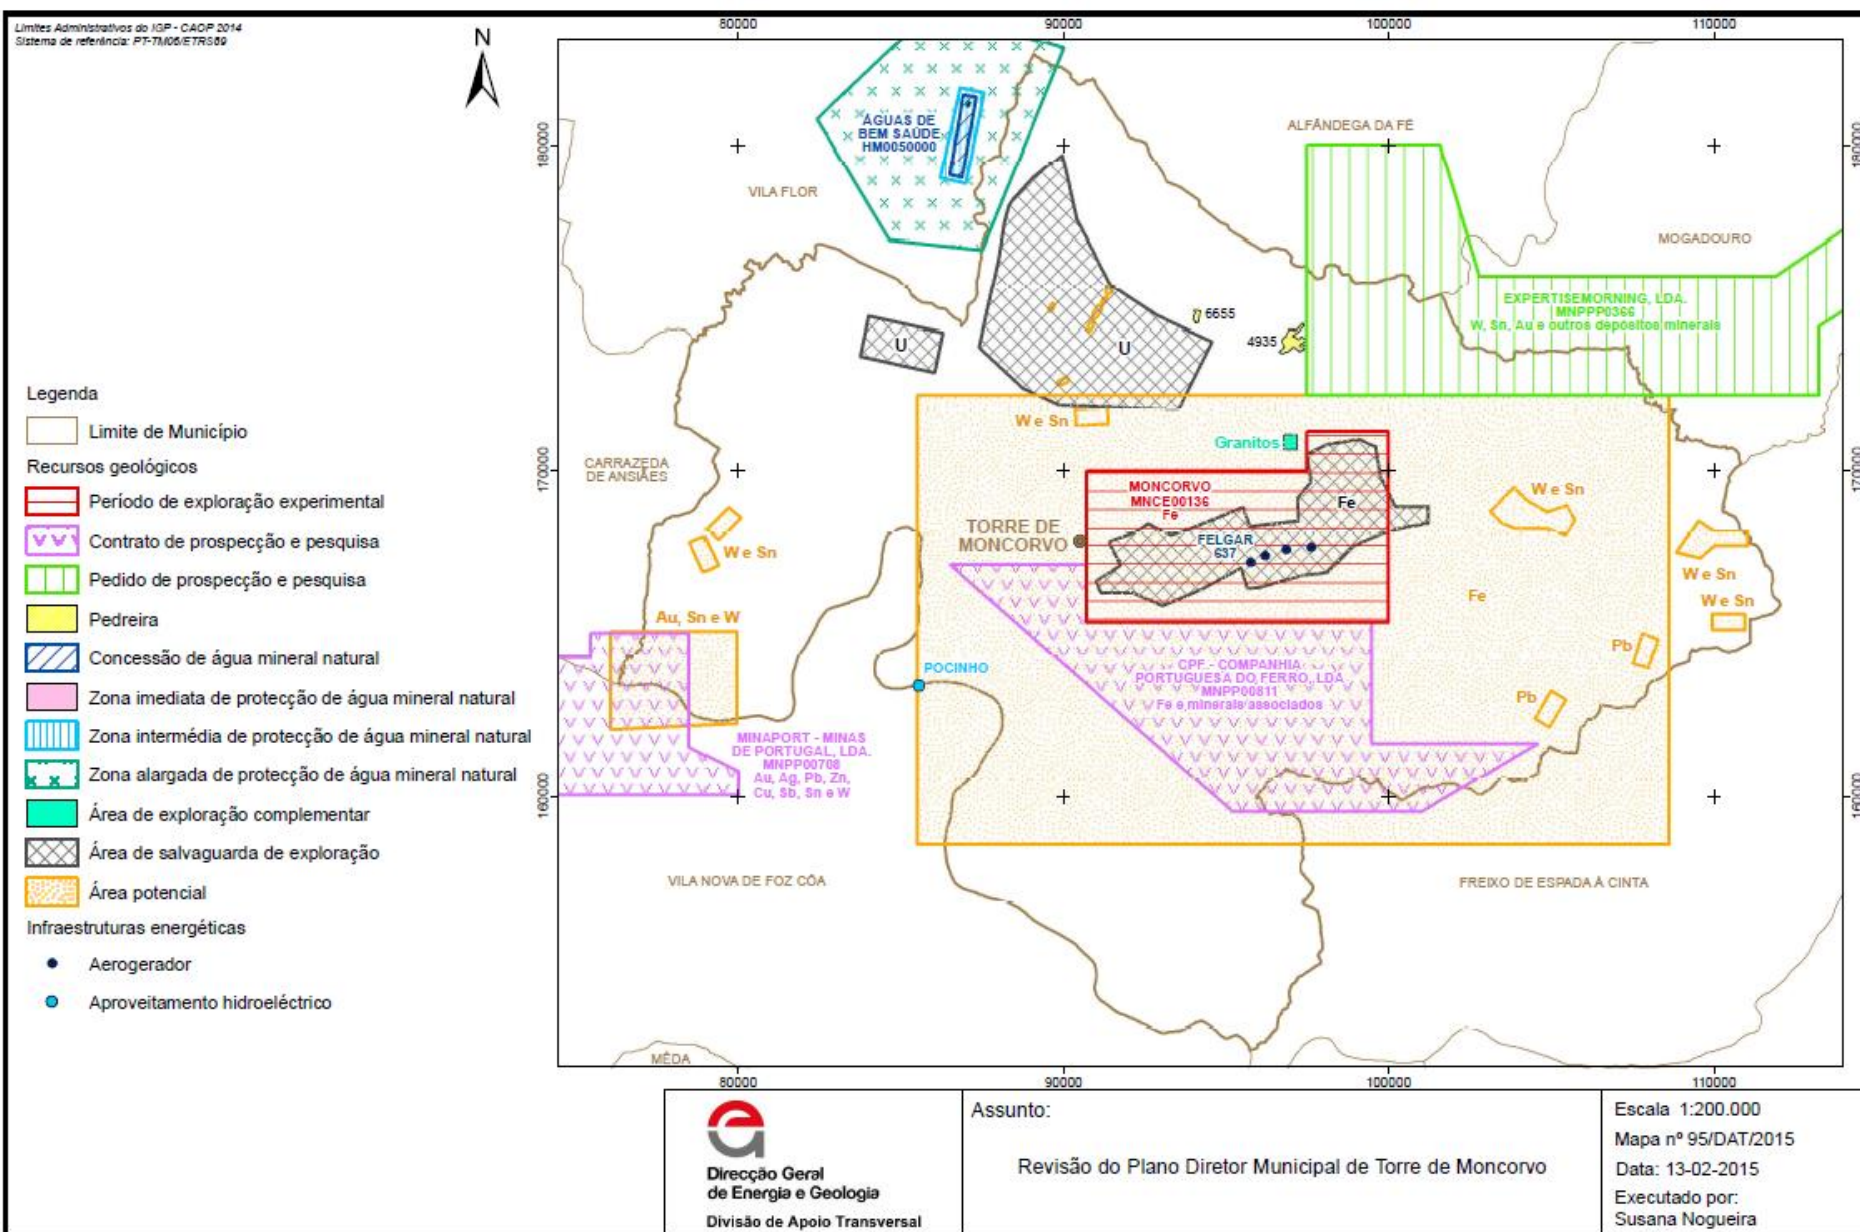 Limites Administrativos do IGP - CAOP 2014
Sistema de referência: PT-TM06/ETRS89
N
80000
90000
100000
110000
180000
170000
160000
180000
170000
160000
80000
90000
100000
110000
ÁGUAS DE
BEM SAÚDE
HM0050000
VILA FLOR
ALFÂNDEGA DA FÉ
MOGADOURO
EXPERTISEMORNING, LDA.
MNPPP0366
W, Sn, Au e outros depósitos minerais
6655
4935
U
U
W e Sn
Granitos
CARRAZEDA
DE ANSIÃES
MONCORVO
MNCE00136
Fe
Fe
TORRE DE
MONCORVO
FELGAR
637
W e Sn
W e Sn
W e Sn
W e Sn
Fe
Au, Sn e W
Pb
Pb
POCINHO
CPF - COMPANHIA
PORTUGUESA DO FERRO, LDA
MNPP00811
Fe e minerais associados
MINAPORT - MINAS
DE PORTUGAL, LDA.
MNPP00708
Au, Ag, Pb, Zn,
Cu, Sb, Sn e W
VILA NOVA DE FOZ CÔA
FREIXO DE ESPADA À CINTA
MÊDA
Legenda
Limite de Município
Recursos geológicos
Período de exploração experimental
Contrato de prospecção e pesquisa
Pedido de prospecção e pesquisa
Pedreira
Concessão de água mineral natural
Zona imediata de protecção de água mineral natural
Zona intermédia de protecção de água mineral natural
Zona alargada de protecção de água mineral natural
Área de exploração complementar
Área de salvaguarda de exploração
Área potencial
Infraestruturas energéticas
Aerogerador
Aproveitamento hidroeléctrico
Direcção Geral
de Energia e Geologia
Divisão de Apoio Transversal
Assunto:
Revisão do Plano Diretor Municipal de Torre de Moncorvo
Escala 1:200.000
Mapa nº 95/DAT/2015
Data: 13-02-2015
Executado por:
Susana Nogueira